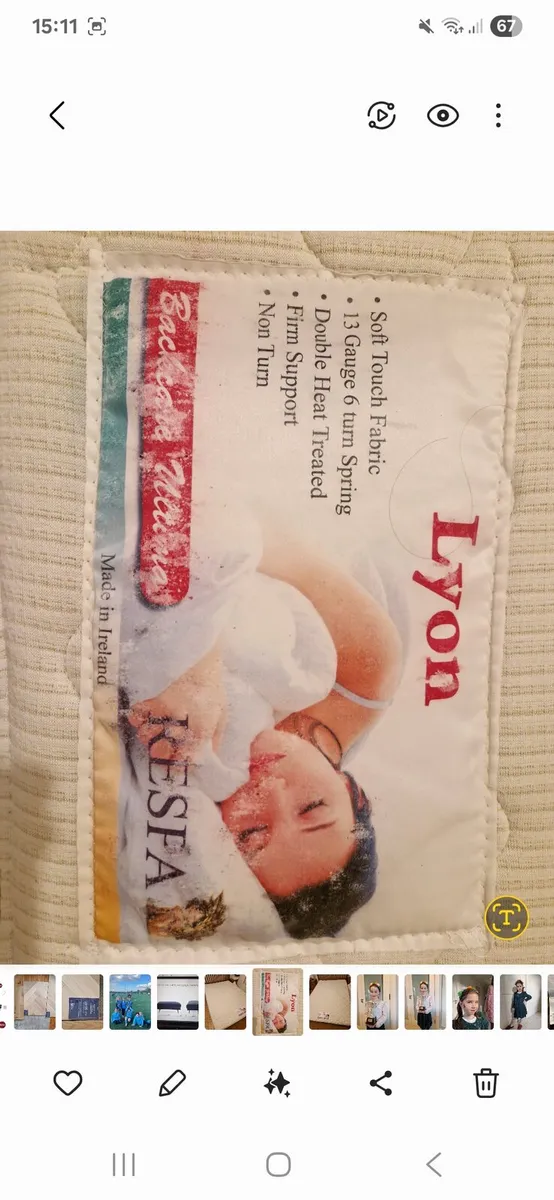 15:11
67
Lyon
• Soft Touch Fabric
• 13 Gauge 6 turn Spring
• Double Heat Treated
• Firm Support
• Non Turn
Made in Ireland
RESPA
T